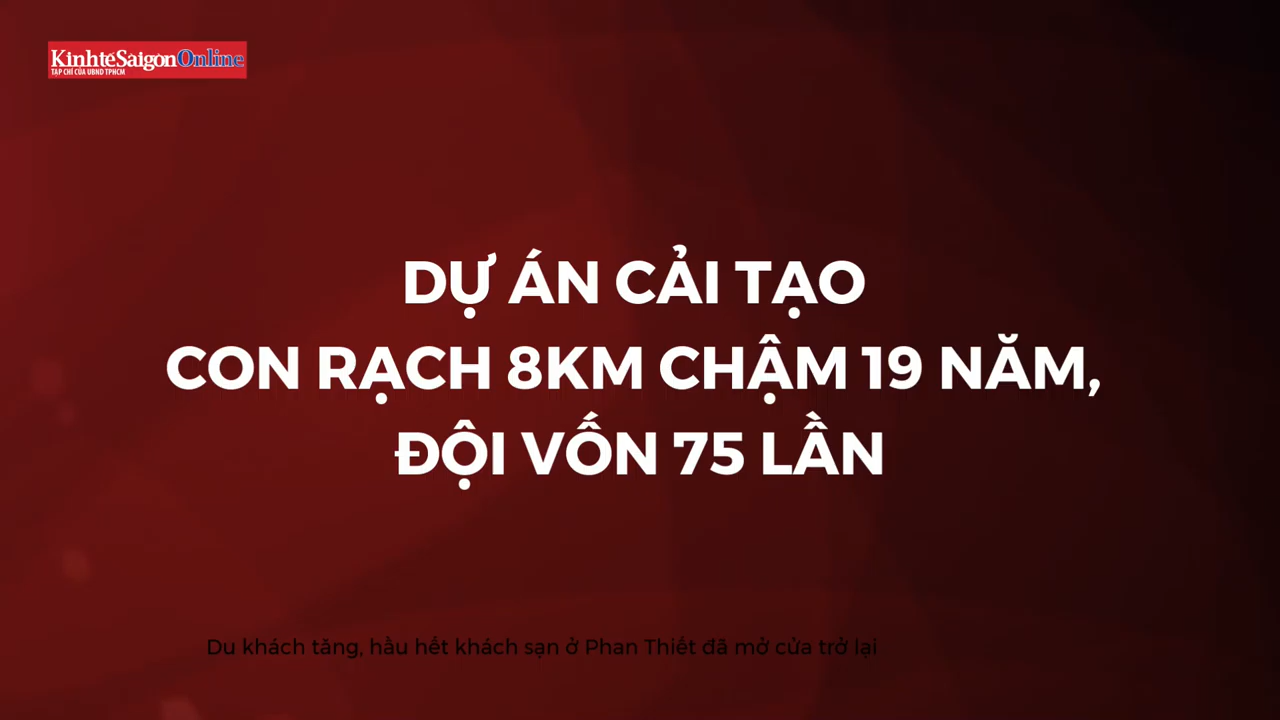 KinhtếSàigònOnline
TẠP CHÍ CỦA UBND TPHCM
DỰ ÁN CẢI TẠO
CON RẠCH 8KM CHẬM 19 NĂM,
ĐỘI VỐN 75 LẦN
Du khách tăng, hầu hết khách sạn ở Phan Thiết đã mở cửa trở lại